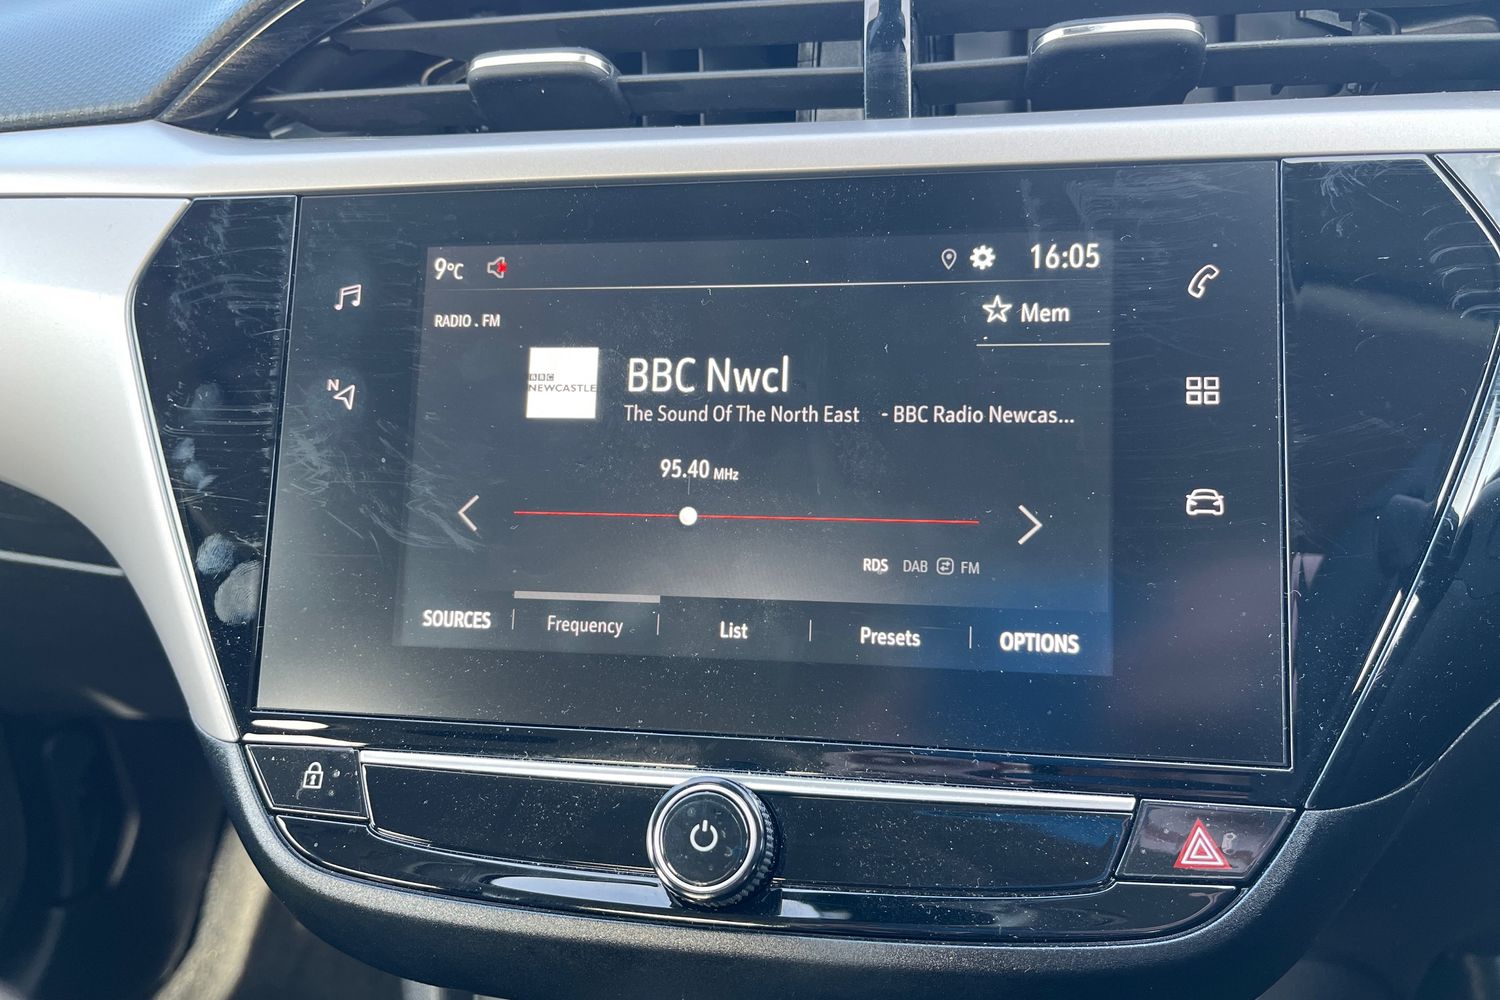 9°C
16:05
RADIO . FM
Mem
BBC
NEWCASTLE
BBC Nwcl
The Sound Of The North East - BBC Radio Newcas...
N
95.40 MHz
RDS DAB FM
SOURCES Frequency List Presets OPTIONS